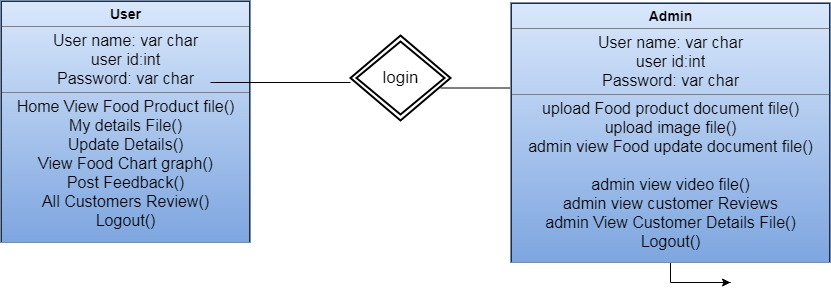 User
User name: var char
user id:int
Password: var char
Home View Food Product file()
My details File()
Update Details()
View Food Chart graph()
Post Feedback()
All Customers Review()
Logout()
login
Admin
User name: var char
user id:int
Password: var char
upload Food product document file()
upload image file()
admin view Food update document file()
admin view video file()
admin view customer Reviews
admin View Customer Details File()
Logout()